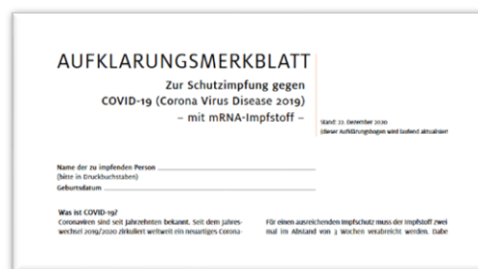 AUFKLARUNGSMERKBLATT
Zur Schutzimpfung gegen
COVID-19 (Corona Virus Disease 2019)
– mit mRNA-Impfstoff –
Stand: 22. Dezember 2020
(dieser Aufklärungsbogen wird laufend aktualisiert
Name der zu impfenden Person
(bitte in Druckbuchstaben)
Geburtsdatum
Was ist COVID-19?
Coronaviren sind seit Jahrzehnten bekannt. Seit dem Jahres-
wechsel 2019/2020 zirkuliert weltweit ein neuartiges Corona-
Für einen ausreichenden Impfschutz muss der Impfstoff zwei
mal im Abstand von 3 Wochen verabreicht werden. Dabe